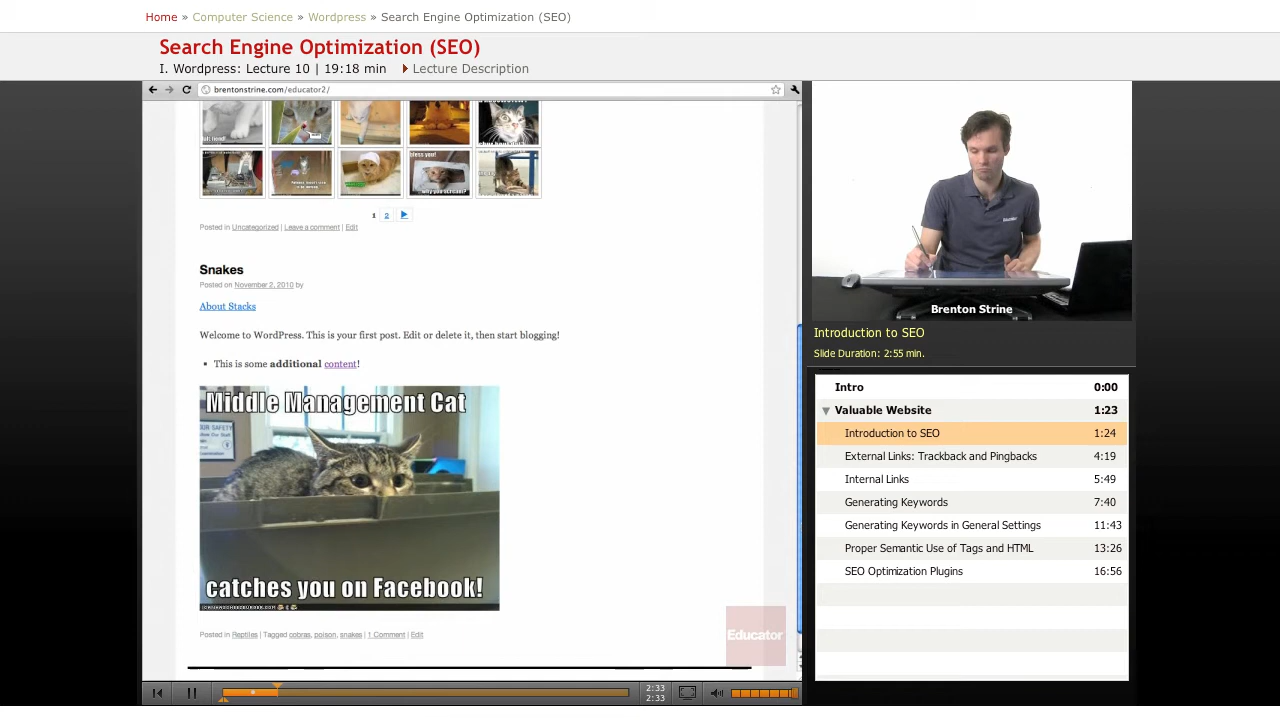 Home » Computer Science » Wordpress » Search Engine Optimization (SEO)
Search Engine Optimization (SEO)
I. Wordpress: Lecture 10 | 19:18 min Lecture Description
brentonstrine.com/educator2/
bless you!
why you scream?
1 2
Posted in Uncategorized | Leave a comment | Edit
Snakes
Posted on November 2, 2010 by
About Stacks
Welcome to WordPress. This is your first post. Edit or delete it, then start blogging!
This is some additional content!
Middle Management Cat
catches you on Facebook!
Posted in Reptiles | Tagged cobras, poison, snakes | 1 Comment | Edit
Educator
Brenton Strine
Introduction to SEO
Slide Duration: 2:55 min.
Intro 0:00
Valuable Website 1:23
Introduction to SEO 1:24
External Links: Trackback and Pingbacks 4:19
Internal Links 5:49
Generating Keywords 7:40
Generating Keywords in General Settings 11:43
Proper Semantic Use of Tags and HTML 13:26
SEO Optimization Plugins 16:56
2:33
2:33